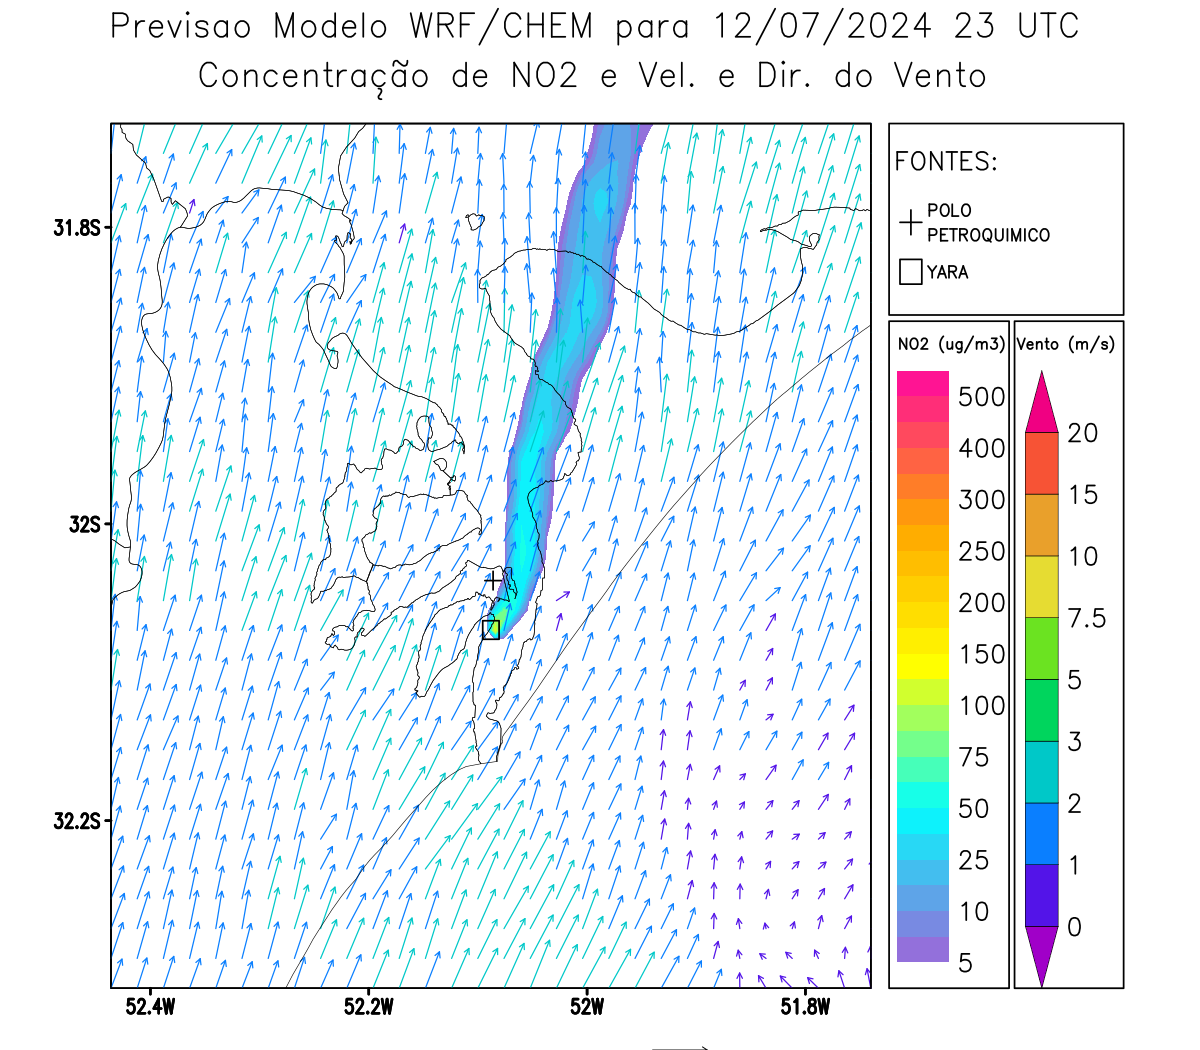 Previsao Modelo WRF/CHEM para 12/07/2024 23 UTC
Concentração de NO2 e Vel. e Dir. do Vento
FONTES:
POLO
PETROQUIMICO
YARA
NO2 (ug/m3)
500
400
300
250
200
150
100
75
50
25
10
5
Vento (m/s)
20
15
10
7.5
5
3
2
1
0
31.8S
32S
32.2S
52.4W
52.2W
52W
51.8W